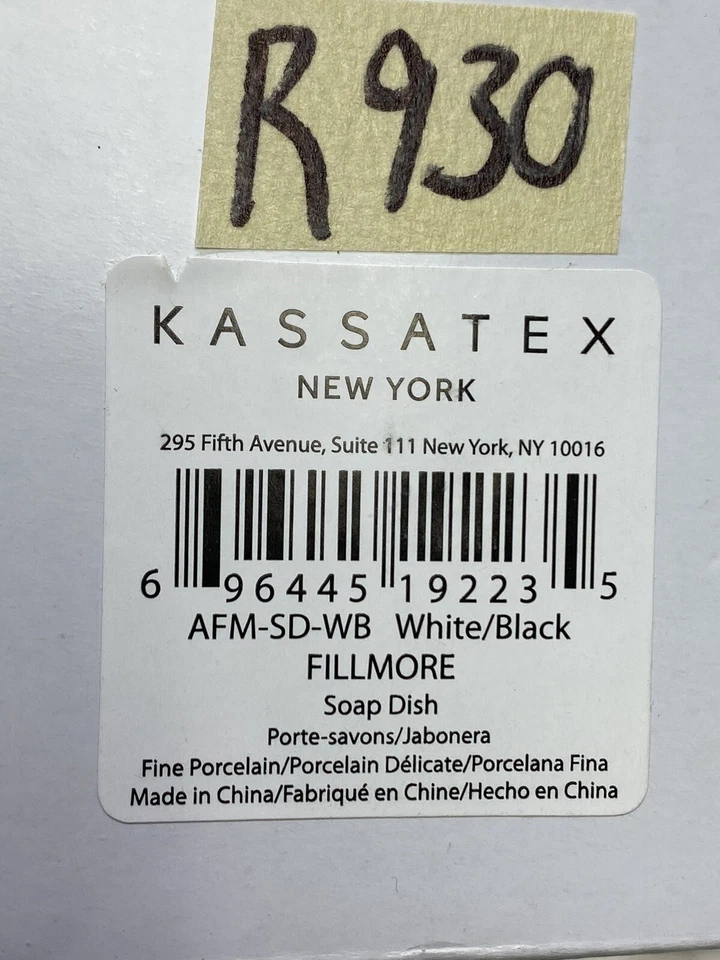 R 930
KASSATEX
NEW YORK
295 Fifth Avenue, Suite 111 New York, NY 10016
6 96445 19223 5
AFM-SD-WB White/Black
FILLMORE
Soap Dish
Porte-savons/Jabonera
Fine Porcelain/Porcelain Délicate/Porcelana Fina
Made in China/Fabriqué en Chine/Hecho en China